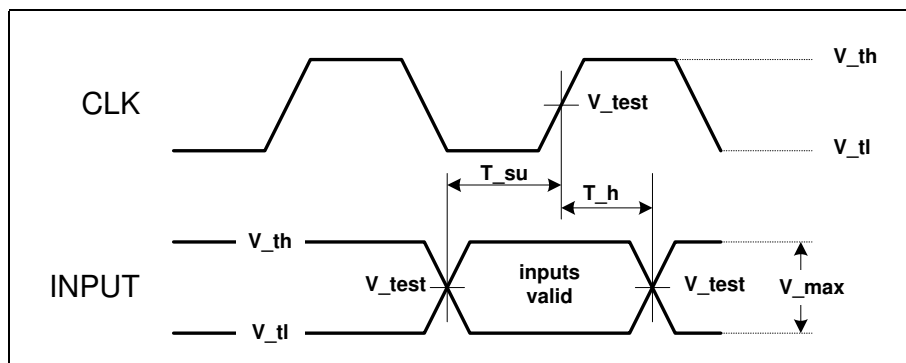 V_th
CLK
V_test
V_tl
T_su
T_h
V_th
INPUT
V_test
inputs
valid
V_test
V_max
V_tl